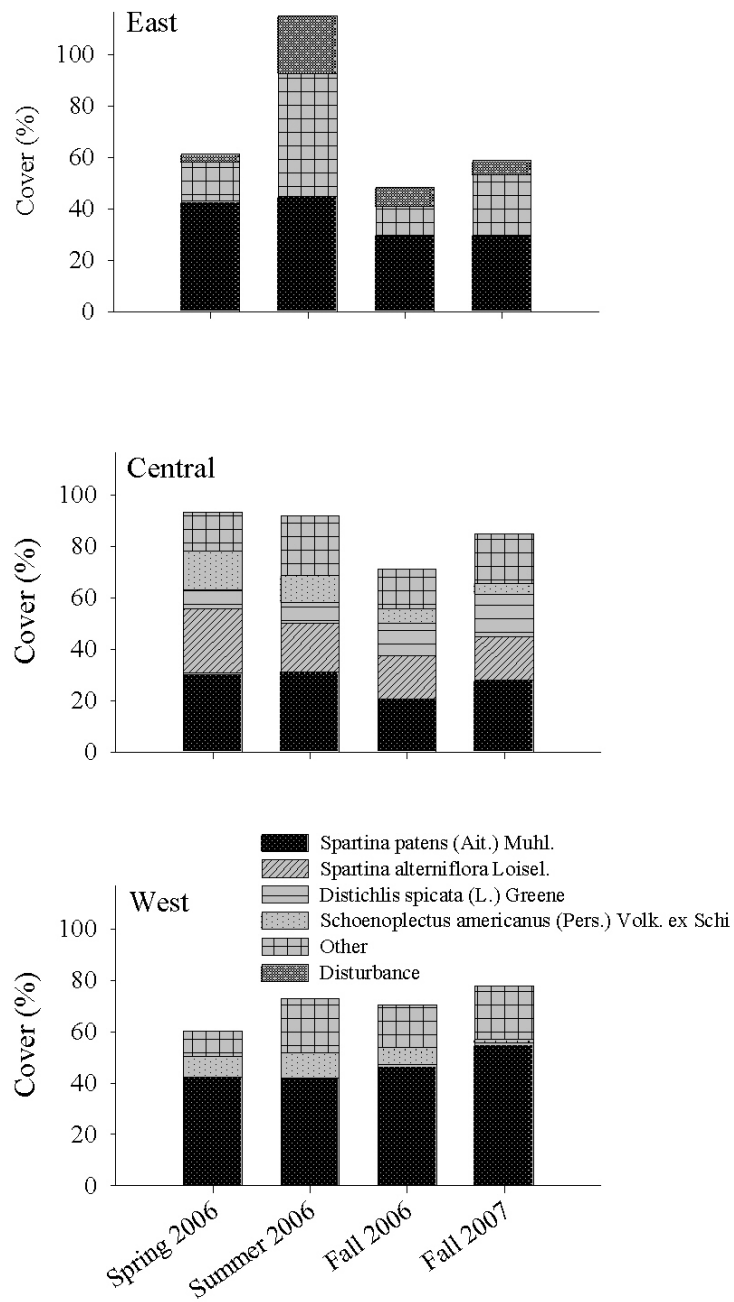 East
100
80
60
40
20
0
Cover (%)
Central
100
80
60
40
20
0
Cover (%)
Spartina patens (Ait.) Muhl.
Spartina alterniflora Loisel.
Distichlis spicata (L.) Greene
Schoenoplectus americanus (Pers.) Volk. ex Schi
Other
Disturbance
West
100
80
60
40
20
0
Cover (%)
Spring 2006
Summer 2006
Fall 2006
Fall 2007